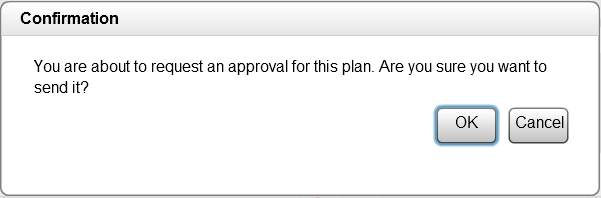 Confirmation
You are about to request an approval for this plan. Are you sure you want to
send it?
OK Cancel